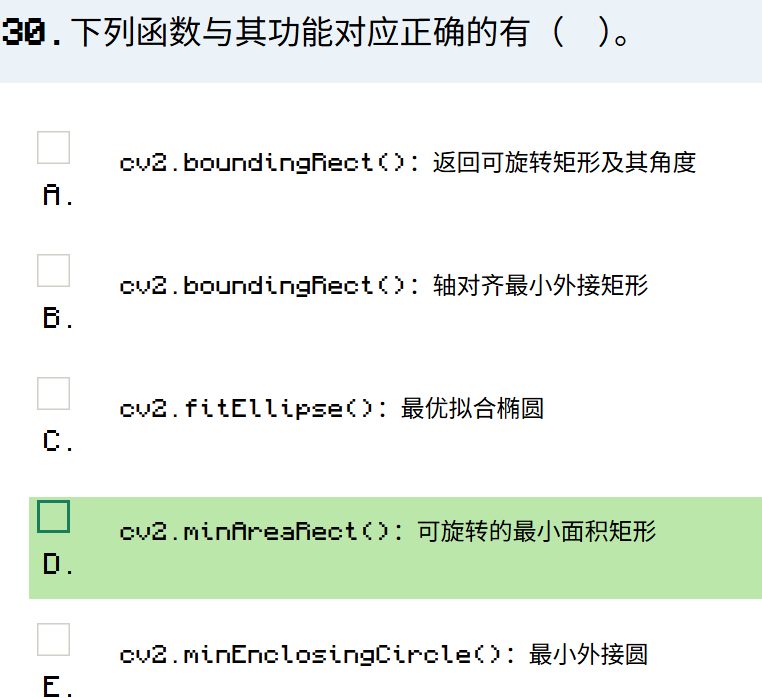 30.下列函数与其功能对应正确的有（ ）。
cv2.boundingRect(): 返回可旋转矩形及其角度
A.
cv2.boundingRect(): 轴对齐最小外接矩形
B.
cv2.fitEllipse(): 最优拟合椭圆
C.
cv2.minAreaRect(): 可旋转的最小面积矩形
D.
cv2.minEnclosingCircle(): 最小外接圆
E.